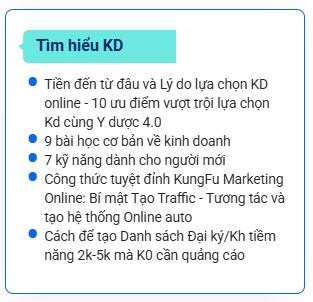 Tìm hiểu KD
Tiền đến từ đâu và Lý do lựa chọn KD
online - 10 ưu điểm vượt trội lựa chọn
Kd cùng Y dược 4.0
9 bài học cơ bản về kinh doanh
7 kỹ năng dành cho người mới
Công thức tuyệt đỉnh KungFu Marketing
Online: Bí mật Tạo Traffic - Tương tác và
tạo hệ thống Online auto
Cách để tạo Danh sách Đại ký/Kh tiềm
năng 2k-5k mà K0 cần quảng cáo